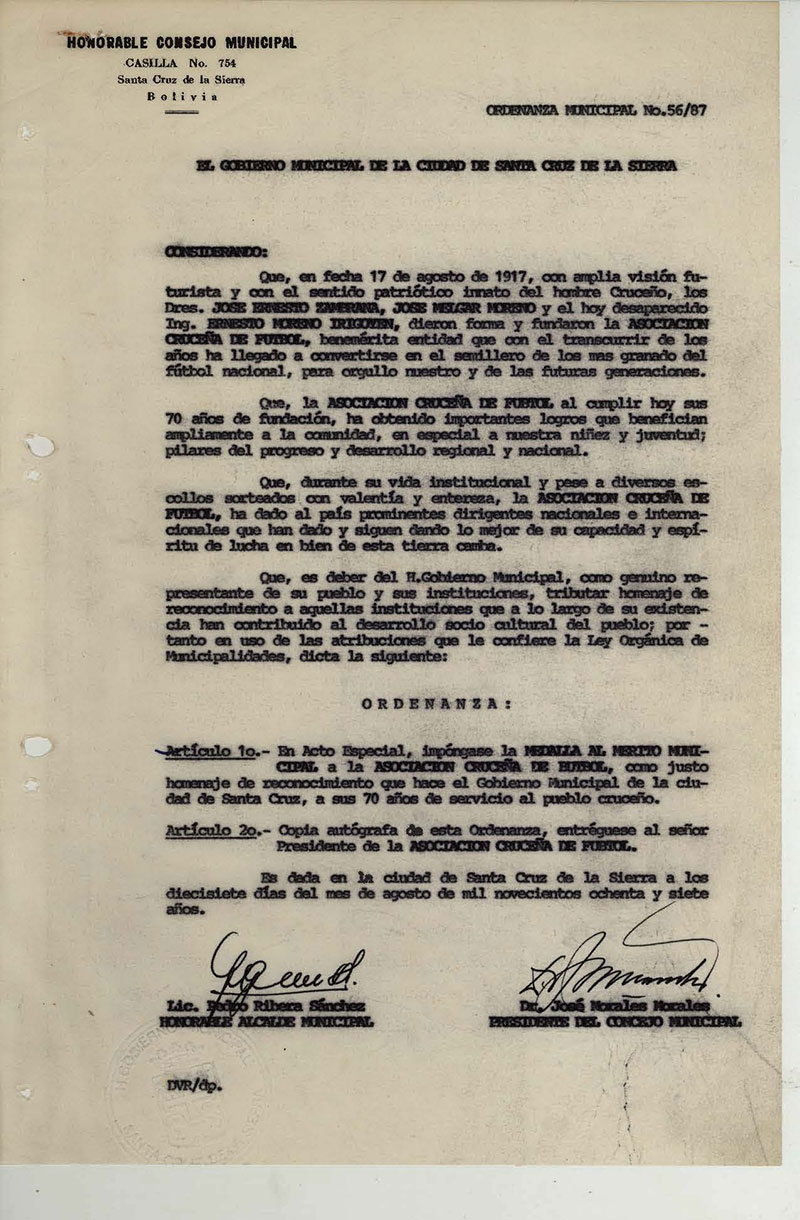 HONORABLE CONSEJO MUNICIPAL
CASILLA No. 754
Santa Cruz de la Sierra
Bolivia
ORDENANZA MUNICIPAL No.56/87
EL GOBIERNO MUNICIPAL DE LA CIUDAD DE SANTA CRUZ DE LA SIERRA
CONSIDERANDO:
Que, en fecha 17 de agosto de 1917, con amplia visión fu-
turista y con el sentido patriótico innato del hombre Cruceño, los
Dres. JOSE ERNESTO ZAMBRANA, JOSE MELGAR MORENO y el hoy desaparecido
Ing. ERNESTO MORENO IRIGOYEN, dieron forma y fundaron la ASOCIACION
CRUCEÑA DE FUTBOL, benemérita entidad que con el transcurrir de los
años ha llegado a convertirse en el semillero de los mas granado del
fútbol nacional, para orgullo nuestro y de las futuras generaciones.
Que, la ASOCIACION CRUCEÑA DE FUTBOL al cumplir hoy sus
70 años de fundación, ha obtenido importantes logros que benefician
ampliamente a la comunidad, en especial a nuestra niñez y juventud;
pilares del progreso y desarrollo regional y nacional.
Que, durante su vida institucional y pese a diversos es-
collos sorteados con valentía y entereza, la ASOCIACION CRUCEÑA DE
FUTBOL, ha dado al país prominentes dirigentes nacionales e interna-
cionales que han dado y siguen dando lo mejor de su capacidad y espí-
ritu de lucha en bien de esta tierra camba.
Que, es deber del H.Gobierno Municipal, como genuino re-
presentante de su pueblo y sus instituciones, tributar homenaje de
reconocimiento a aquellas instituciones que a lo largo de su existen-
cia han contribuido al desarrollo socio cultural del pueblo; por -
tanto en uso de las atribuciones que le confiere la Ley Orgánica de
Municipalidades, dicta la siguiente:
ORDENANZA:
Artículo 1o.- En Acto Especial, impóngase la MEDALLA AL MERITO MUNI-
CIPAL a la ASOCIACION CRUCEÑA DE FUTBOL, como justo
homenaje de reconocimiento que hace el Gobierno Municipal de la ciu-
dad de Santa Cruz, a sus 70 años de servicio al pueblo cruceño.
Artículo 2o.- Copia autógrafa de esta Ordenanza, entréguese al señor
Presidente de la ASOCIACION CRUCEÑA DE FUTBOL.
Es dada en la ciudad de Santa Cruz de la Sierra a los
diecisiete días del mes de agosto de mil novecientos ochenta y siete
años.
Lic. Pedro Ribera Sánchez
HONORABLE ALCALDE MUNICIPAL
Dr. José Morales Morales
PRESIDENTE DEL CONCEJO MUNICIPAL
DVR/dp.